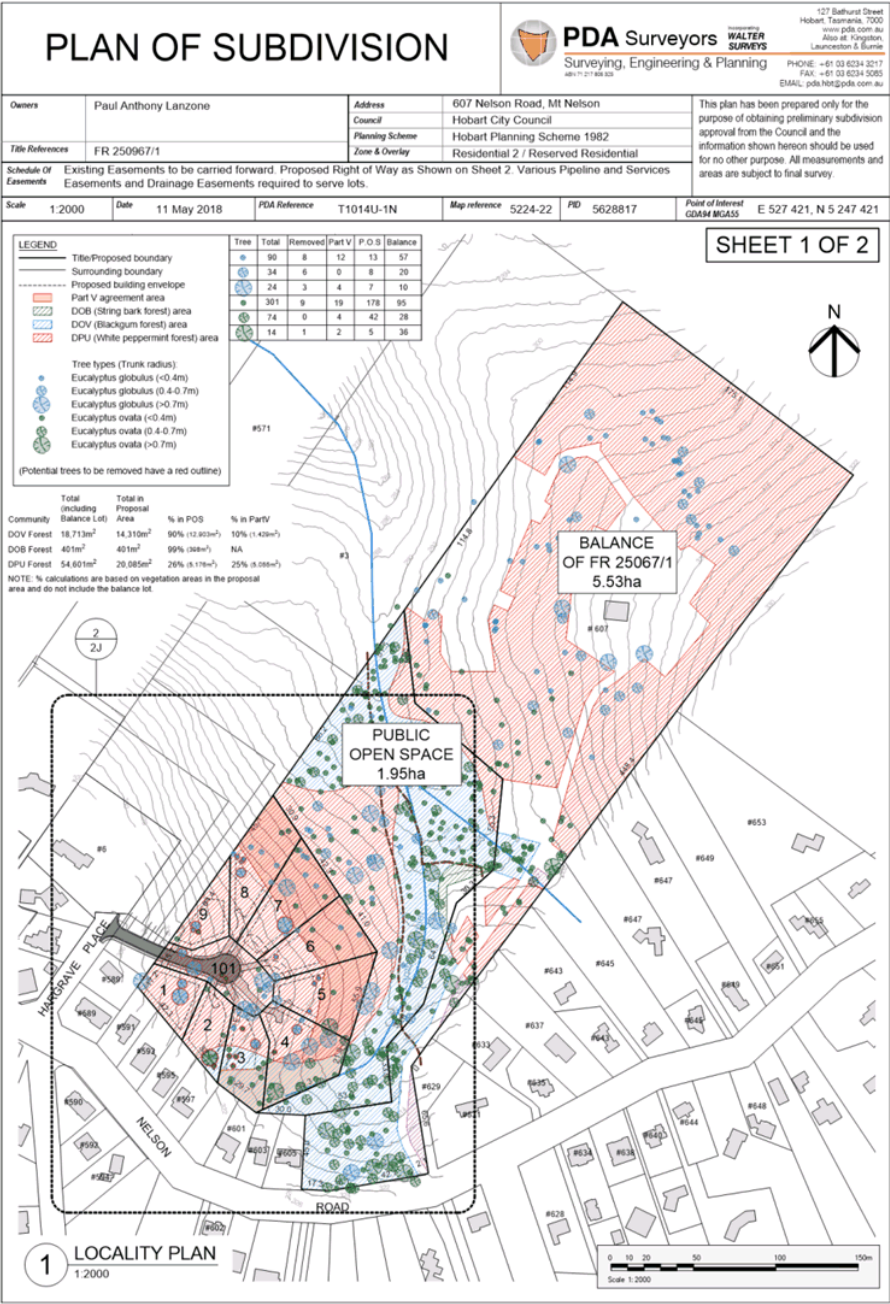 PLAN OF SUBDIVISION
PDA Surveyors
Incorporating
WALTER
SURVEYS
Surveying, Engineering & Planning
127 Bathurst Street
Hobart, Tasmania, 7000
www.pda.com.au
Also at: Kingston,
Launceston & Burnie
PHONE: +61 03 6234 3217
FAX: +61 03 6234 5085
EMAIL: pda.hbt@pda.com.au
Owners
Paul Anthony Lanzone
Title References
FR 250967/1
Address
607 Nelson Road, Mt Nelson
Council
Hobart City Council
Planning Scheme
Hobart Planning Scheme 1982
Zone & Overlay
Residential 2 / Reserved Residential
This plan has been prepared only for the
purpose of obtaining preliminary subdivision
approval from the Council and the
information shown hereon should be used
for no other purpose. All measurements and
areas are subject to final survey.
Schedule Of
Easements
Existing Easements to be carried forward. Proposed Right of Way as Shown on Sheet 2. Various Pipeline and Services
Easements and Drainage Easements required to serve lots.
Scale 1:2000
Date 11 May 2018
PDA Reference T1014U-1N
Map reference 5224-22
PID 5628817
Point of Interest
GDA94 MGA55
E 527 421, N 5 247 421
SHEET 1 OF 2
LEGEND
Title/Proposed boundary
Surrounding boundary
Proposed building envelope
Part V agreement area
DOB (String bark forest) area
DOV (Blackgum forest) area
DPU (White peppermint forest) area
Tree types (Trunk radius):
Eucalyptus globulus (<0.4m)
Eucalyptus globulus (0.4-0.7m)
Eucalyptus globulus (>0.7m)
Eucalyptus ovata (<0.4m)
Eucalyptus ovata (0.4-0.7m)
Eucalyptus ovata (>0.7m)
(Potential trees to be removed have a red outline)
Tree Total Removed Part V P.O.S Balance
90 8 12 13 57
34 6 0 8 20
24 3 4 7 10
301 9 19 178 95
74 0 4 42 28
14 1 2 5 36
N
Community
Total
(including
Balance Lot)
Total in
Proposal
Area
% in POS
% in PartV
DOV Forest 18,713m² 14,310m² 90% (12,903m²) 10% (1,429m²)
DOB Forest 401m² 401m² 99% (398m²) NA
DPU Forest 54,601m² 20,085m² 26% (5,176m²) 25% (5,066m²)
NOTE: % calculations are based on vegetation areas in the proposal
area and do not include the balance lot.
#571
#3
114.8
BALANCE
OF FR 25067/1
5.53ha
# 607
2
2J
PUBLIC
OPEN SPACE
1.95ha
448.4
#6
#653
#649
#647
#647
#655
#651
#649
#645
#643
#645
#643
#637
#633
#635
#629
#621
HARGRAVE PLACE
101
1
2
3
4
5
6
7
8
9
#589
#689
#591
#592
#595
#597
#590
#592
#601
#603
#605
#602
NELSON
ROAD
30.0
17.3
#648
#644
#640
#638
#634
#628
1
LOCALITY PLAN
1:2000
0 10 20 50 100 150m
Scale 1: 2000